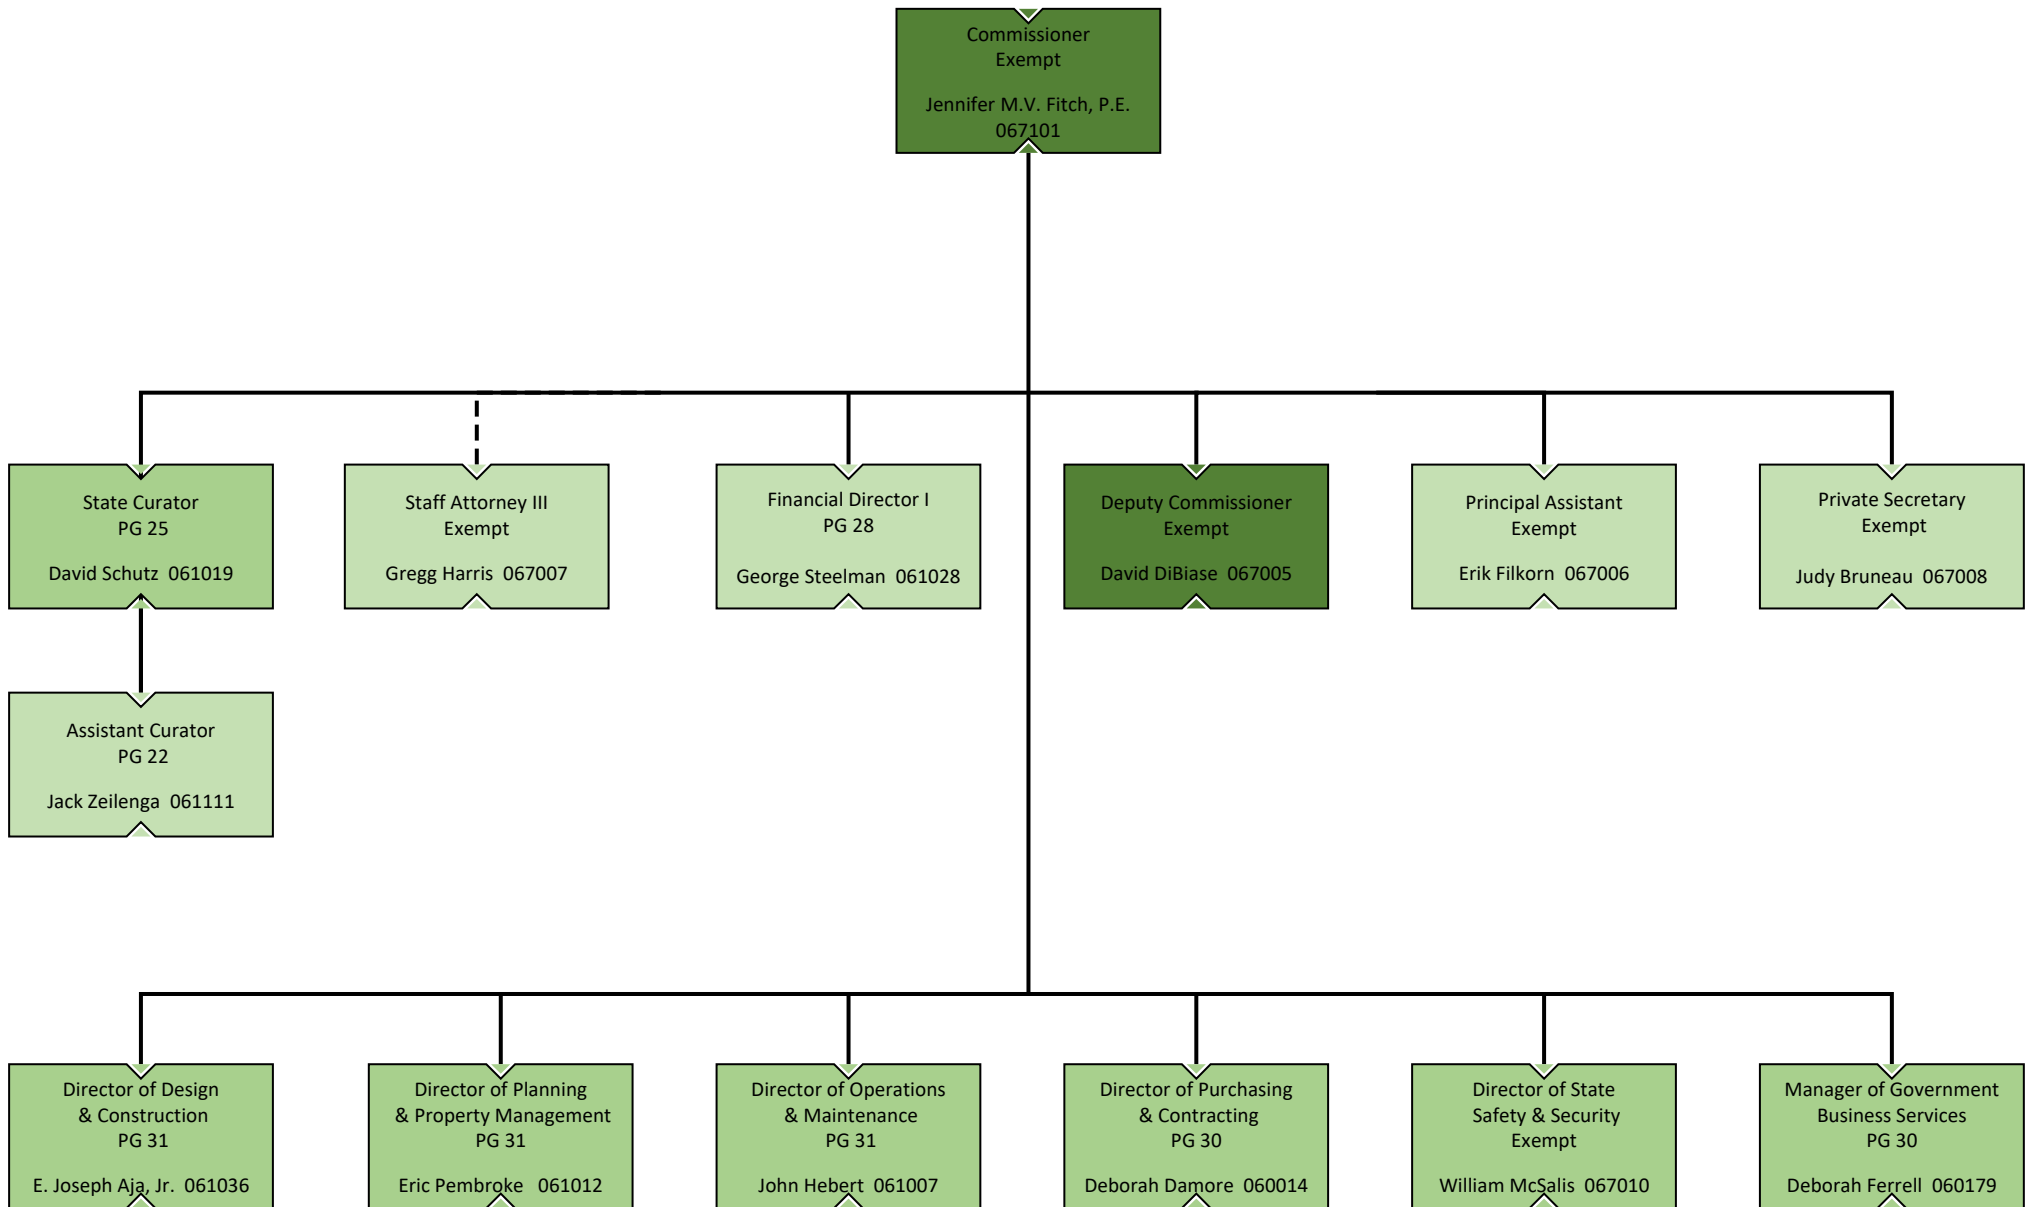 Commissioner
Exempt
Jennifer M.V. Fitch, P.E.
067101
State Curator
PG 25
David Schutz  061019
Staff Attorney III
Exempt
Gregg Harris  067007
Financial Director I
PG 28
George Steelman  061028
Deputy Commissioner
Exempt
David DiBiase  067005
Principal Assistant
Exempt
Erik Filkorn  067006
Private Secretary
Exempt
Judy Bruneau  067008
Assistant Curator
PG 22
Jack Zeilenga  061111
Director of Design
& Construction
PG 31
E. Joseph Aja, Jr.  061036
Director of Planning
& Property Management
PG 31
Eric Pembroke   061012
Director of Operations
& Maintenance
PG 31
John Hebert  061007
Director of Purchasing
& Contracting
PG 30
Deborah Damore  060014
Director of State
Safety & Security
Exempt
William McSalis  067010
Manager of Government
Business Services
PG 30
Deborah Ferrell  060179